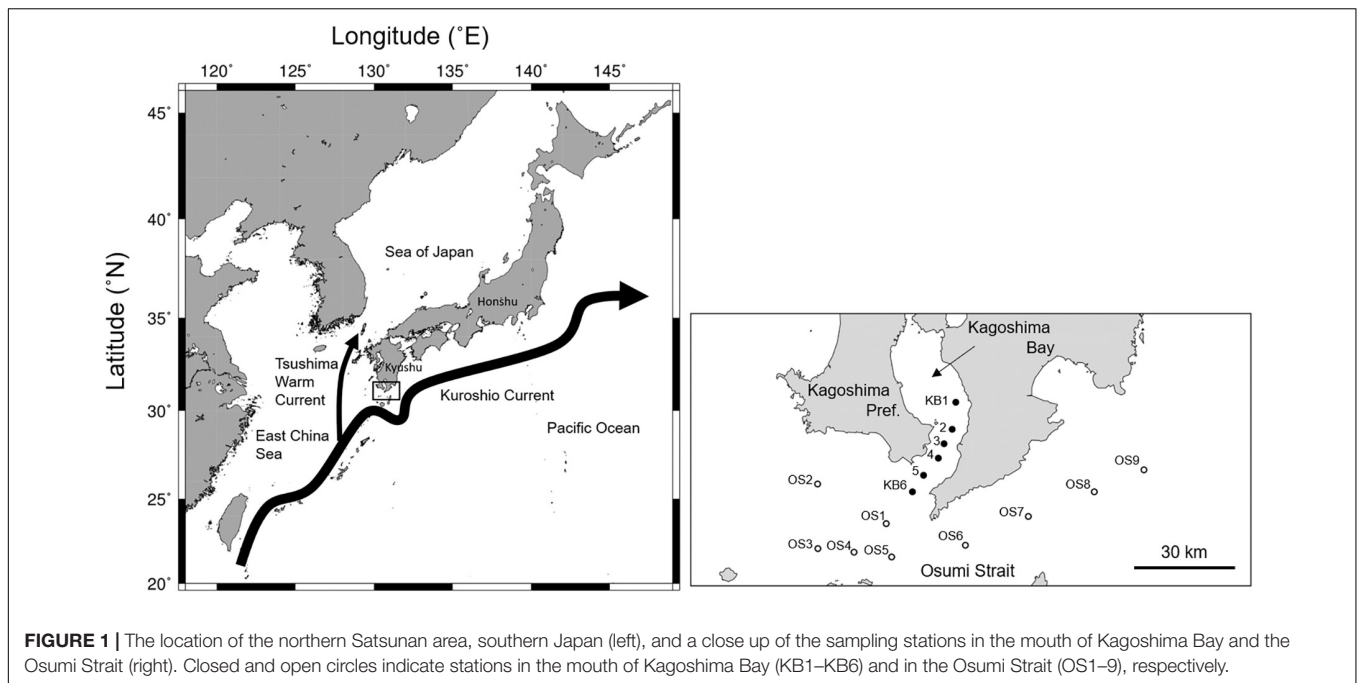 Longitude (˚E)
120˚ 125˚ 130˚ 135˚ 140˚ 145˚
Latitude (˚N)
45˚
40˚
35˚
30˚
25˚
20˚
Sea of Japan
Honshu
Tsushima
Warm
Current
Kyushu
Kuroshio Current
East China
Sea
Pacific Ocean
Kagoshima
Bay
Kagoshima
Pref.
KB1
2
3
4
5
KB6
OS9
OS2
OS8
OS7
OS1
OS6
OS3
OS4
OS5
Osumi Strait
30 km
FIGURE 1 | The location of the northern Satsunan area, southern Japan (left), and a close up of the sampling stations in the mouth of Kagoshima Bay and the
Osumi Strait (right). Closed and open circles indicate stations in the mouth of Kagoshima Bay (KB1–KB6) and in the Osumi Strait (OS1–9), respectively.